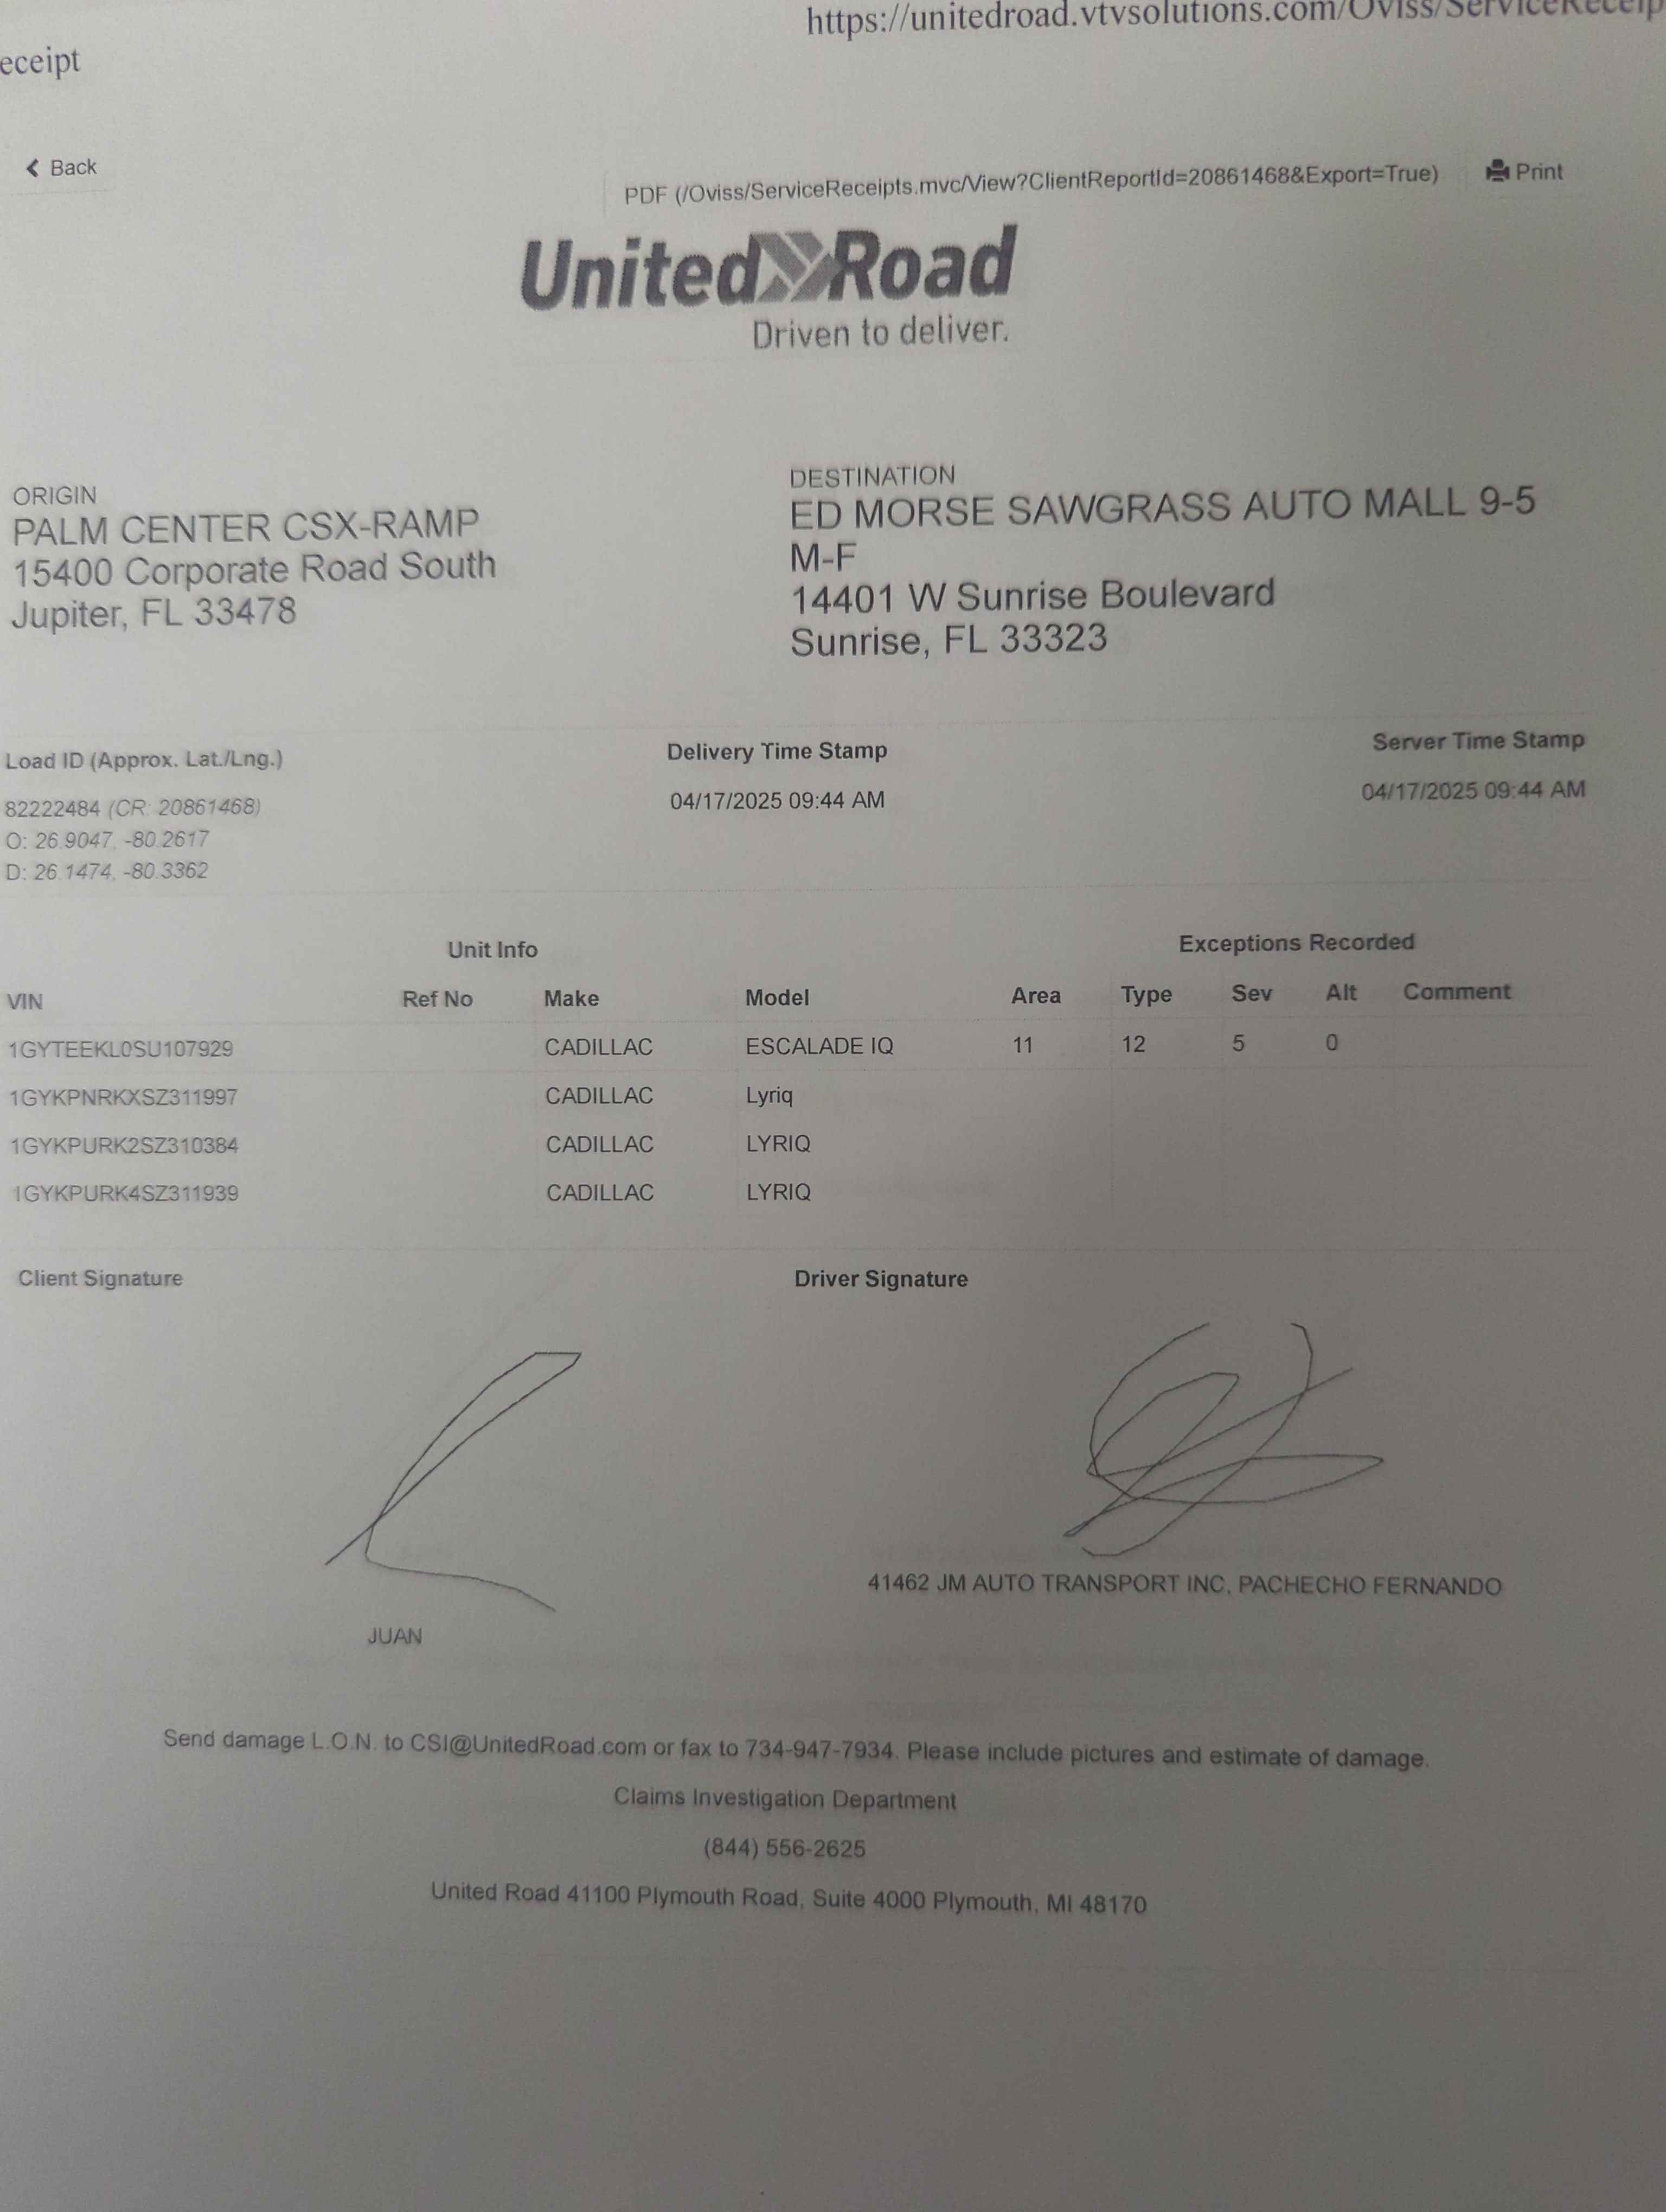 https://unitedroad.vtvsolutions.com/Oviss/ServiceReceip
eceipt
Back
PDF (/Oviss/ServiceReceipts.mvc/View?ClientReportId=20861468&Export=True)
Print
United Road
Driven to deliver.
ORIGIN
PALM CENTER CSX-RAMP
15400 Corporate Road South
Jupiter, FL 33478
DESTINATION
ED MORSE SAWGRASS AUTO MALL 9-5
M-F
14401 W Sunrise Boulevard
Sunrise, FL 33323
Load ID (Approx. Lat./Lng.)
82222484 (CR: 20861468)
O: 26.9047, -80.2617
D: 26.1474, -80.3362
Delivery Time Stamp
04/17/2025 09:44 AM
Server Time Stamp
04/17/2025 09:44 AM
Unit Info Exceptions Recorded
VIN Ref No Make Model Area Type Sev Alt Comment
1GYTEEKL0SU107929 CADILLAC ESCALADE IQ 11 12 5 0
1GYKPNRKXSZ311997 CADILLAC Lyriq
1GYKPURK2SZ310384 CADILLAC LYRIQ
1GYKPURK4SZ311939 CADILLAC LYRIQ
Client Signature
JUAN
Driver Signature
41462 JM AUTO TRANSPORT INC, PACHECHO FERNANDO
Send damage L.O.N. to CSI@UnitedRoad.com or fax to 734-947-7934. Please include pictures and estimate of damage.
Claims Investigation Department
(844) 556-2625
United Road 41100 Plymouth Road, Suite 4000 Plymouth, MI 48170